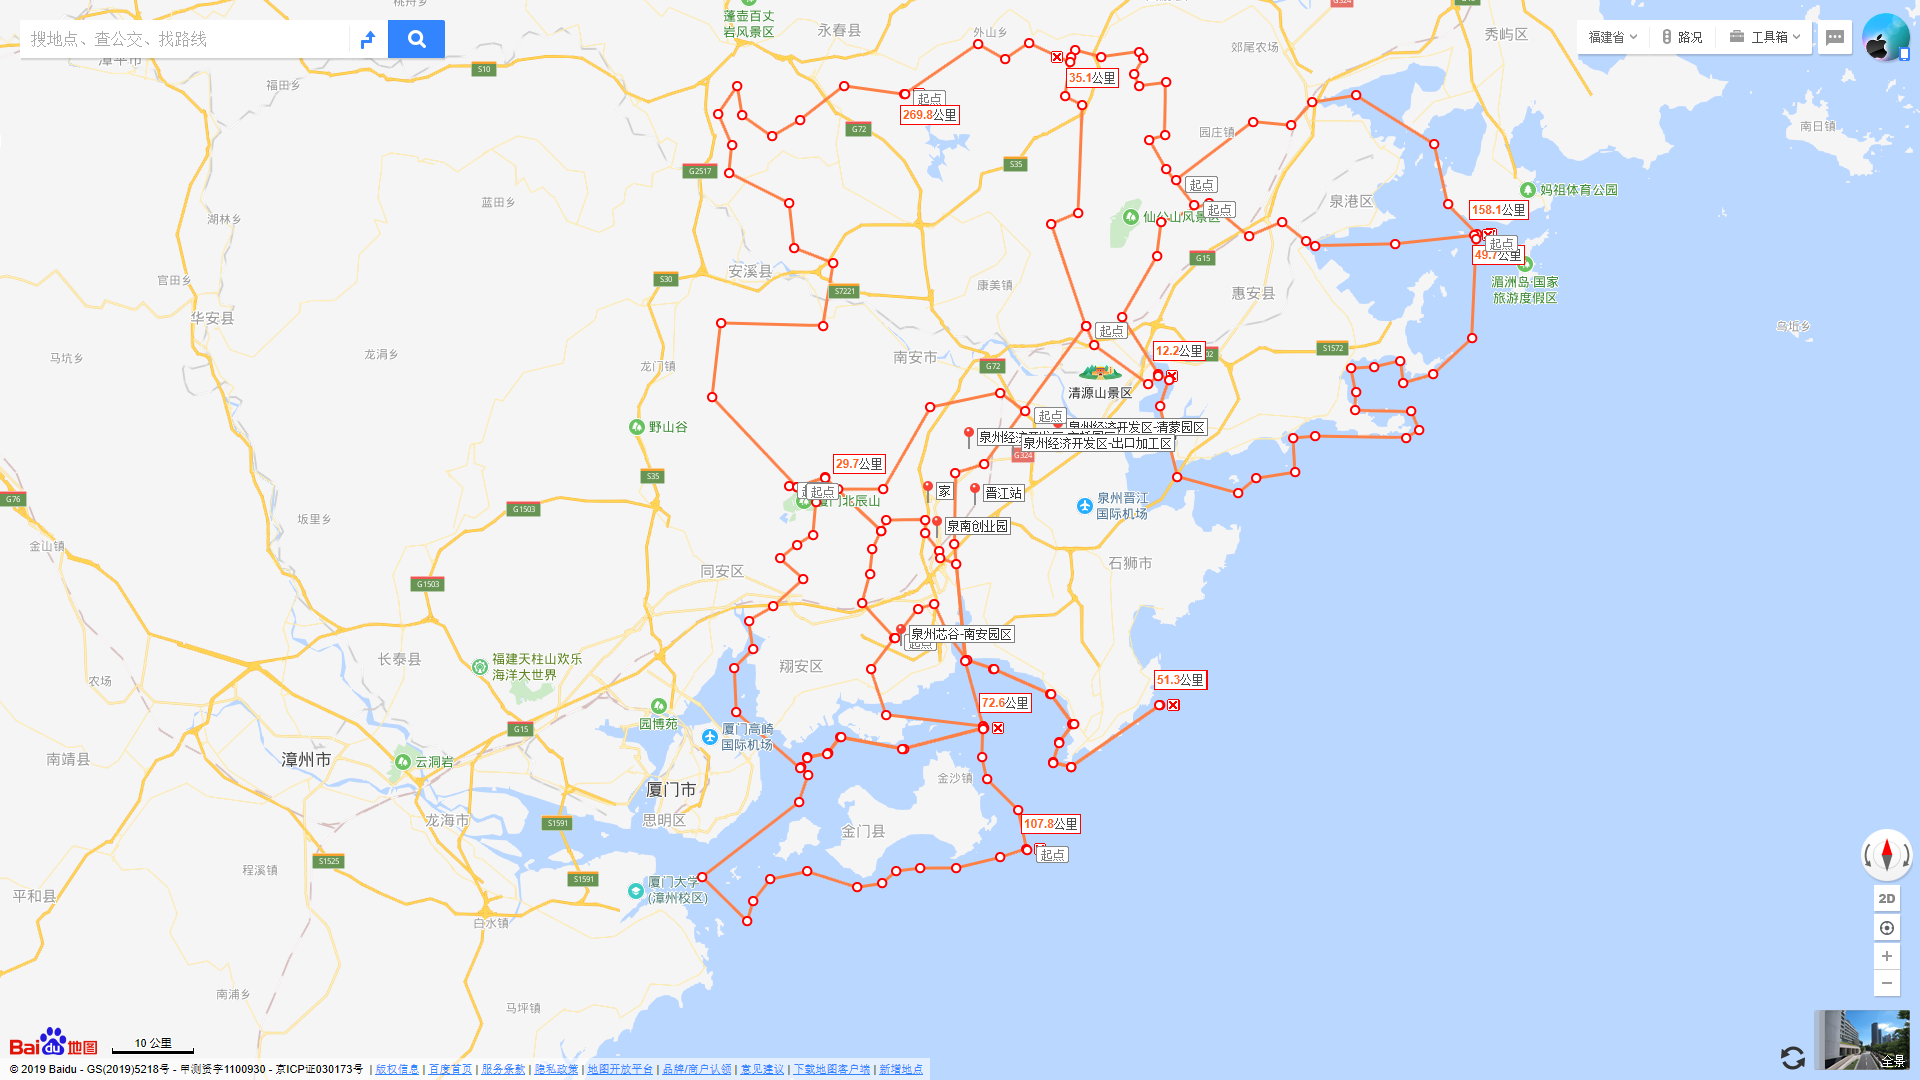 桃舟乡
蓬壶百丈
岩风景区
永春县
外山乡
G324
秀屿区
搜地点、查公交、找路线
福建省
路况
工具箱
郊尾农场
漳平市
S10
福田乡
35.1公里
起点
269.8公里
G72
园庄镇
南日镇
G2517
S35
起点
妈祖体育公园
蓝田乡
湖林乡
仙公山风景区
起点
泉港区
158.1公里
起点
49.7公里
安溪县
S30
官田乡
S7221
康美镇
G15
惠安县
湄洲岛·国家
旅游度假区
华安县
乌坵乡
马坑乡
龙涓乡
龙门镇
南安市
G72
起点
12.2公里
S1572
清源山景区
野山谷
起点
泉州经济开发区-清蒙园区
泉州经济开发区-出口加工区
G324
29.7公里
S35
G76
起点
厦门北辰山
家
晋江站
泉州晋江
国际机场
G1503
坂里乡
泉南创业园
金山镇
同安区
石狮市
G1503
泉州芯谷-南安园区
起点
长泰县
福建天柱山欢乐
海洋大世界
翔安区
农场
51.3公里
72.6公里
园博苑
G15
厦门高崎
国际机场
南靖县
漳州市
云洞岩
金沙镇
厦门市
龙海市
S1591
思明区
金门县
107.8公里
起点
S1525
程溪镇
S1591
厦门大学
(漳州校区)
平和县
白水镇
2D
南浦乡
马坪镇
Bai du 地图
10 公里
全景
© 2019 Baidu - GS(2019)5218号 - 甲测资字1100930 - 京ICP证030173号 | 版权信息 | 百度首页 | 服务条款 | 隐私政策 | 地图开放平台 | 品牌/商户认领 | 意见建议 | 下载地图客户端 | 新增地点